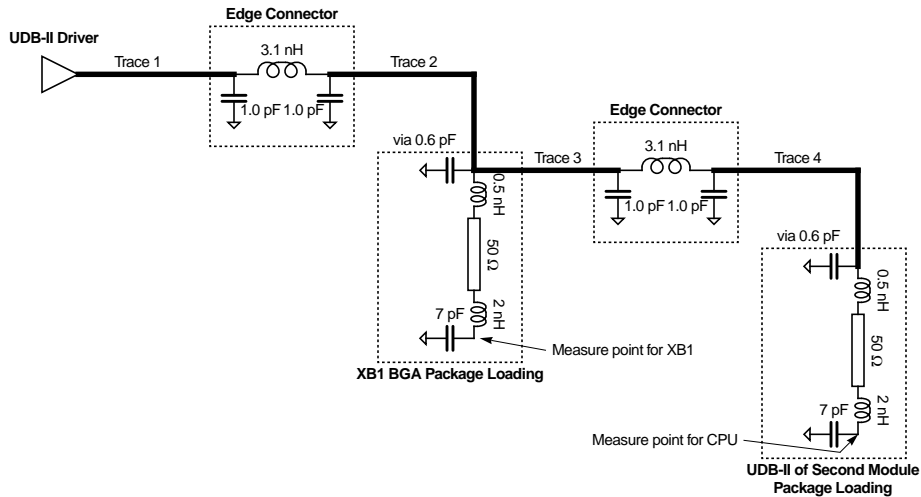 Edge Connector
UDB-II Driver
3.1 nH
Trace 1
Trace 2
1.0 pF
1.0 pF
Edge Connector
via 0.6 pF
3.1 nH
Trace 3
Trace 4
0.5 nH
1.0 pF
1.0 pF
50 Ω
via 0.6 pF
0.5 nH
7 pF
2 nH
Measure point for XB1
50 Ω
XB1 BGA Package Loading
7 pF
2 nH
Measure point for CPU
UDB-II of Second Module
Package Loading